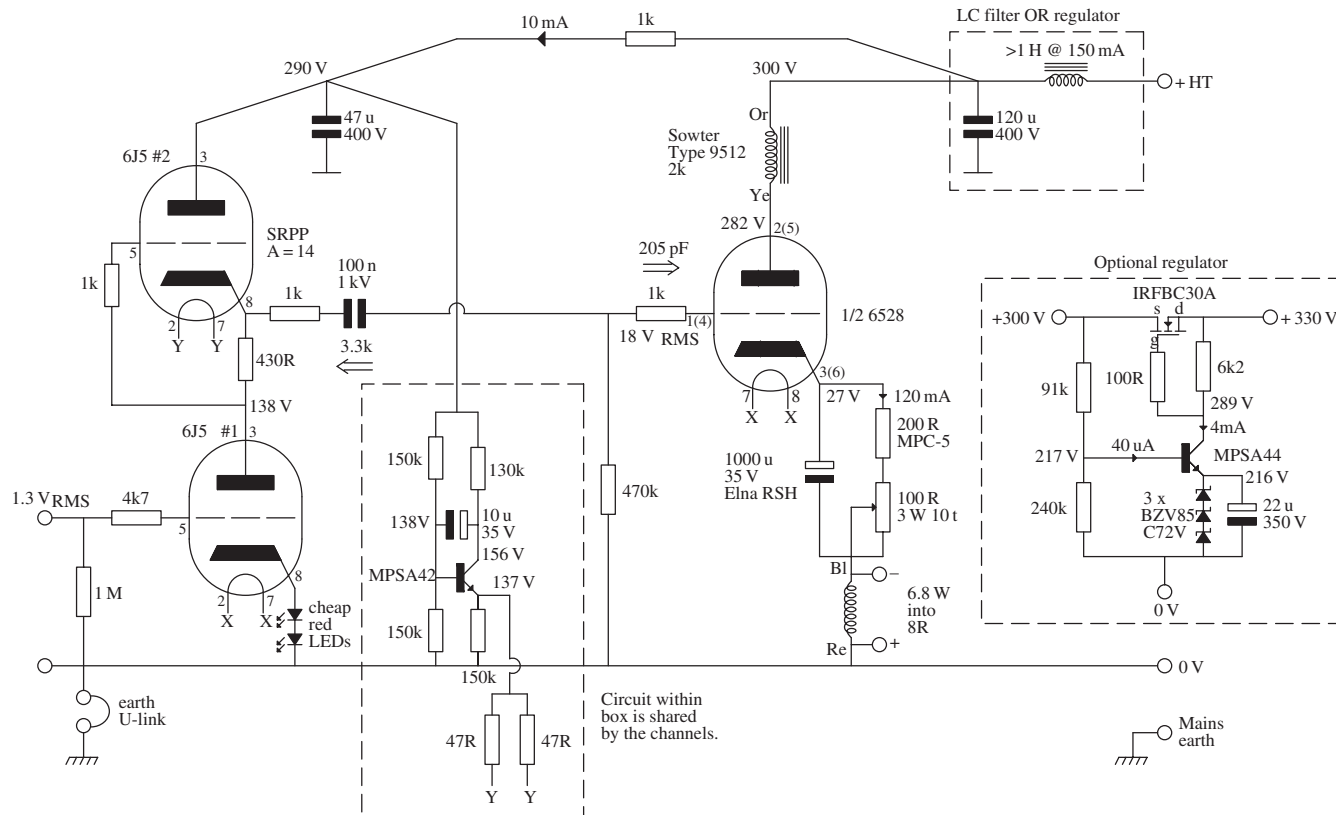 10 mA
1k
LC filter OR regulator
>1 H @ 150 mA
+ HT
290 V
300 V
47 u
400 V
120 u
400 V
Or
Sowter
Type 9512
2k
Ye
6J5 #2
3
5
SRPP
A = 14
1k
8
2
7
Y
Y
282 V
2(5)
205 pF
100 n
1 kV
1k
1k
1(4)
18 V RMS
1/2 6528
3.3k
430R
3(6)
7
8
X
X
27 V
120 mA
200 R
MPC-5
138 V
6J5 #1
3
150k
130k
1000 u
35 V
Elna RSH
100 R
3 W 10 t
1.3 V RMS
4k7
5
138V
10 u
35 V
470k
156 V
MPSA42
137 V
8
2
7
X
X
1 M
cheap
red
LEDs
150k
150k
Bl
–
6.8 W
into
8R
Re
+
0 V
earth
U-link
47R
47R
Y
Y
Circuit within
box is shared
by the channels.
Mains
earth
Optional regulator
IRFBC30A
+300 V
s
d
g
+ 330 V
100R
6k2
91k
289 V
4mA
217 V
40 uA
MPSA44
216 V
240k
3 x
BZV85
C72V
22 u
350 V
0 V